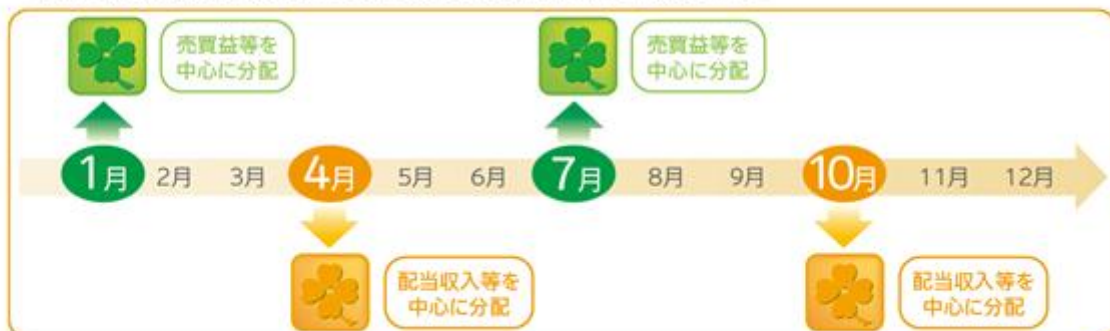 売買益等を
中心に分配
売買益等を
中心に分配
1月 2月 3月 4月 5月 6月 7月 8月 9月 10月 11月 12月
配当収入等を
中心に分配
配当収入等を
中心に分配